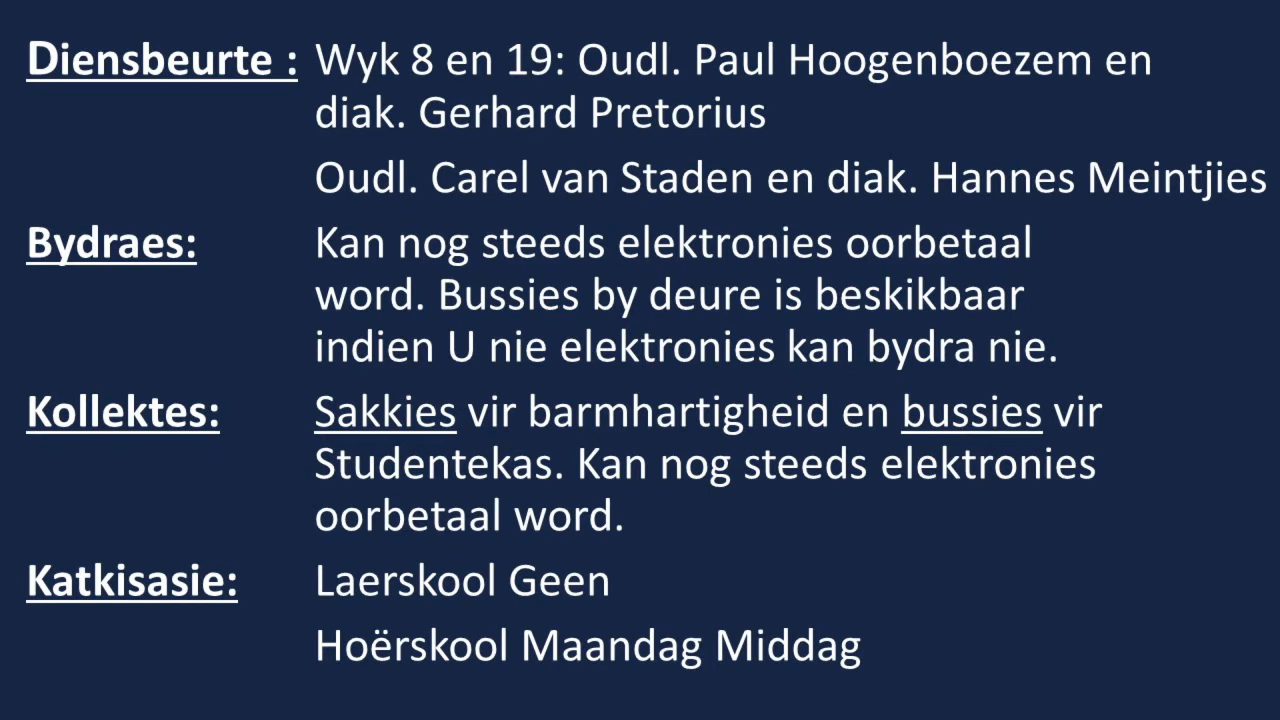 Diensbeurte : Wyk 8 en 19: Oudl. Paul Hoogenboezem en
diak. Gerhard Pretorius
Oudl. Carel van Staden en diak. Hannes Meintjies
Bydraes: Kan nog steeds elektronies oorbetaal
word. Bussies by deure is beskikbaar
indien U nie elektronies kan bydra nie.
Kollektes: Sakkies vir barmhartigheid en bussies vir
Studentekas. Kan nog steeds elektronies
oorbetaal word.
Katkisasie: Laerskool Geen
Hoërskool Maandag Middag